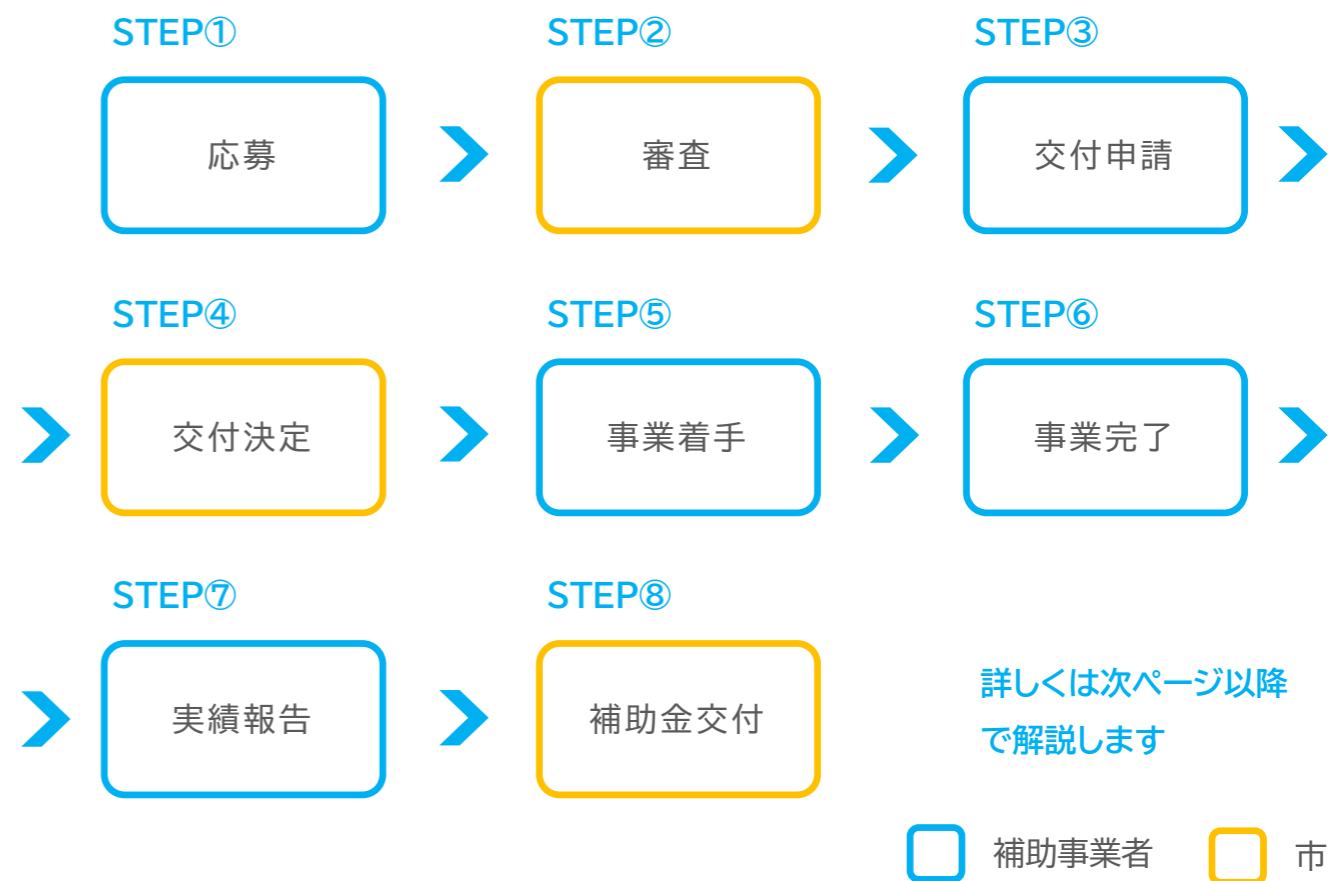 STEP①
STEP②
STEP③
応募
審査
交付申請
STEP④
STEP⑤
STEP⑥
交付決定
事業着手
事業完了
STEP⑦
STEP⑧
実績報告
補助金交付
詳しくは次ページ以降
で解説します
補助事業者
市